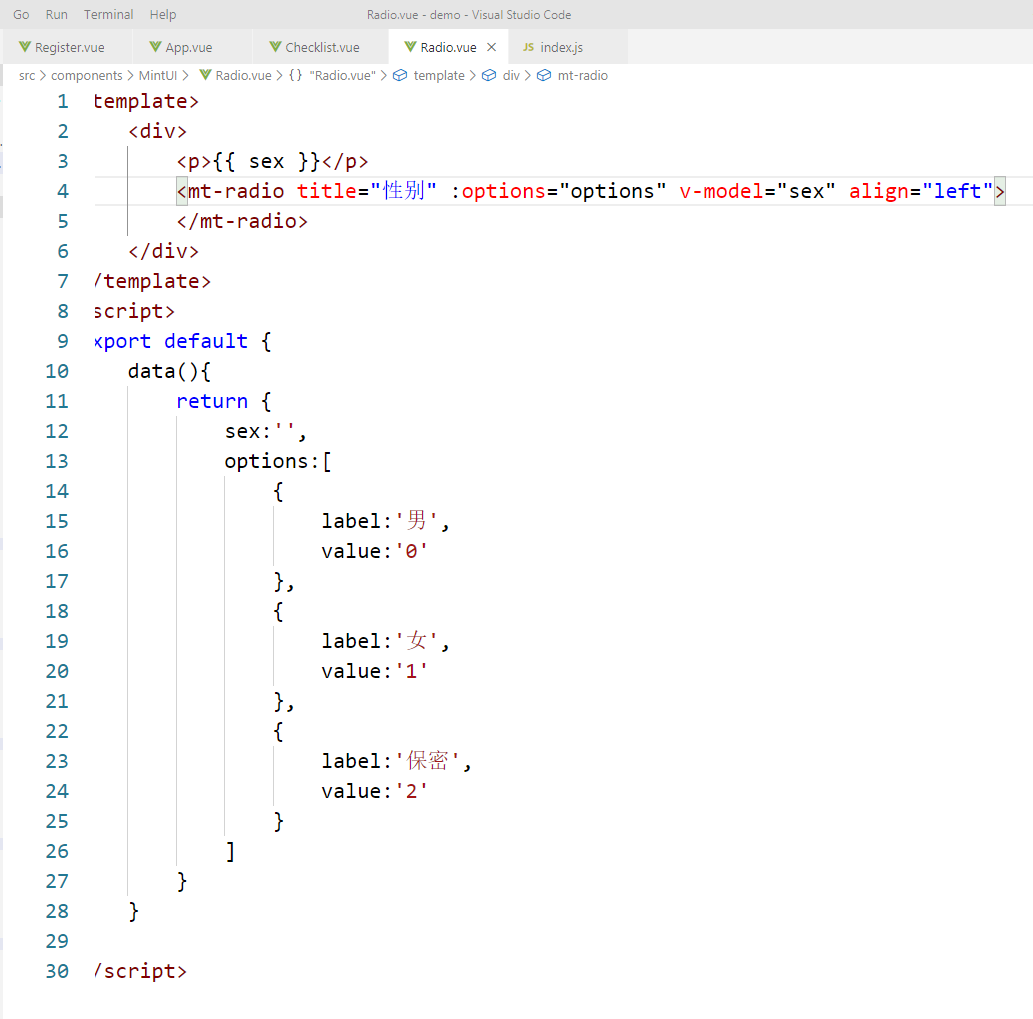 Go Run Terminal Help Radio.vue - demo - Visual Studio Code
Register.vue App.vue Checklist.vue Radio.vue × JS index.js
src > components > MintUI > Radio.vue > {} "Radio.vue" > template > div > mt-radio
1 template>
2 <div>
3 <p>{{ sex }}</p>
4 <mt-radio title="性别" :options="options" v-model="sex" align="left">
5 </mt-radio>
6 </div>
7 /template>
8 script>
9 xport default {
10 data(){
11 return {
12 sex:'',
13 options:[
14 {
15 label:'男',
16 value:'0'
17 },
18 {
19 label:'女',
20 value:'1'
21 },
22 {
23 label:'保密',
24 value:'2'
25 }
26 ]
27 }
28 }
29
30 /script>